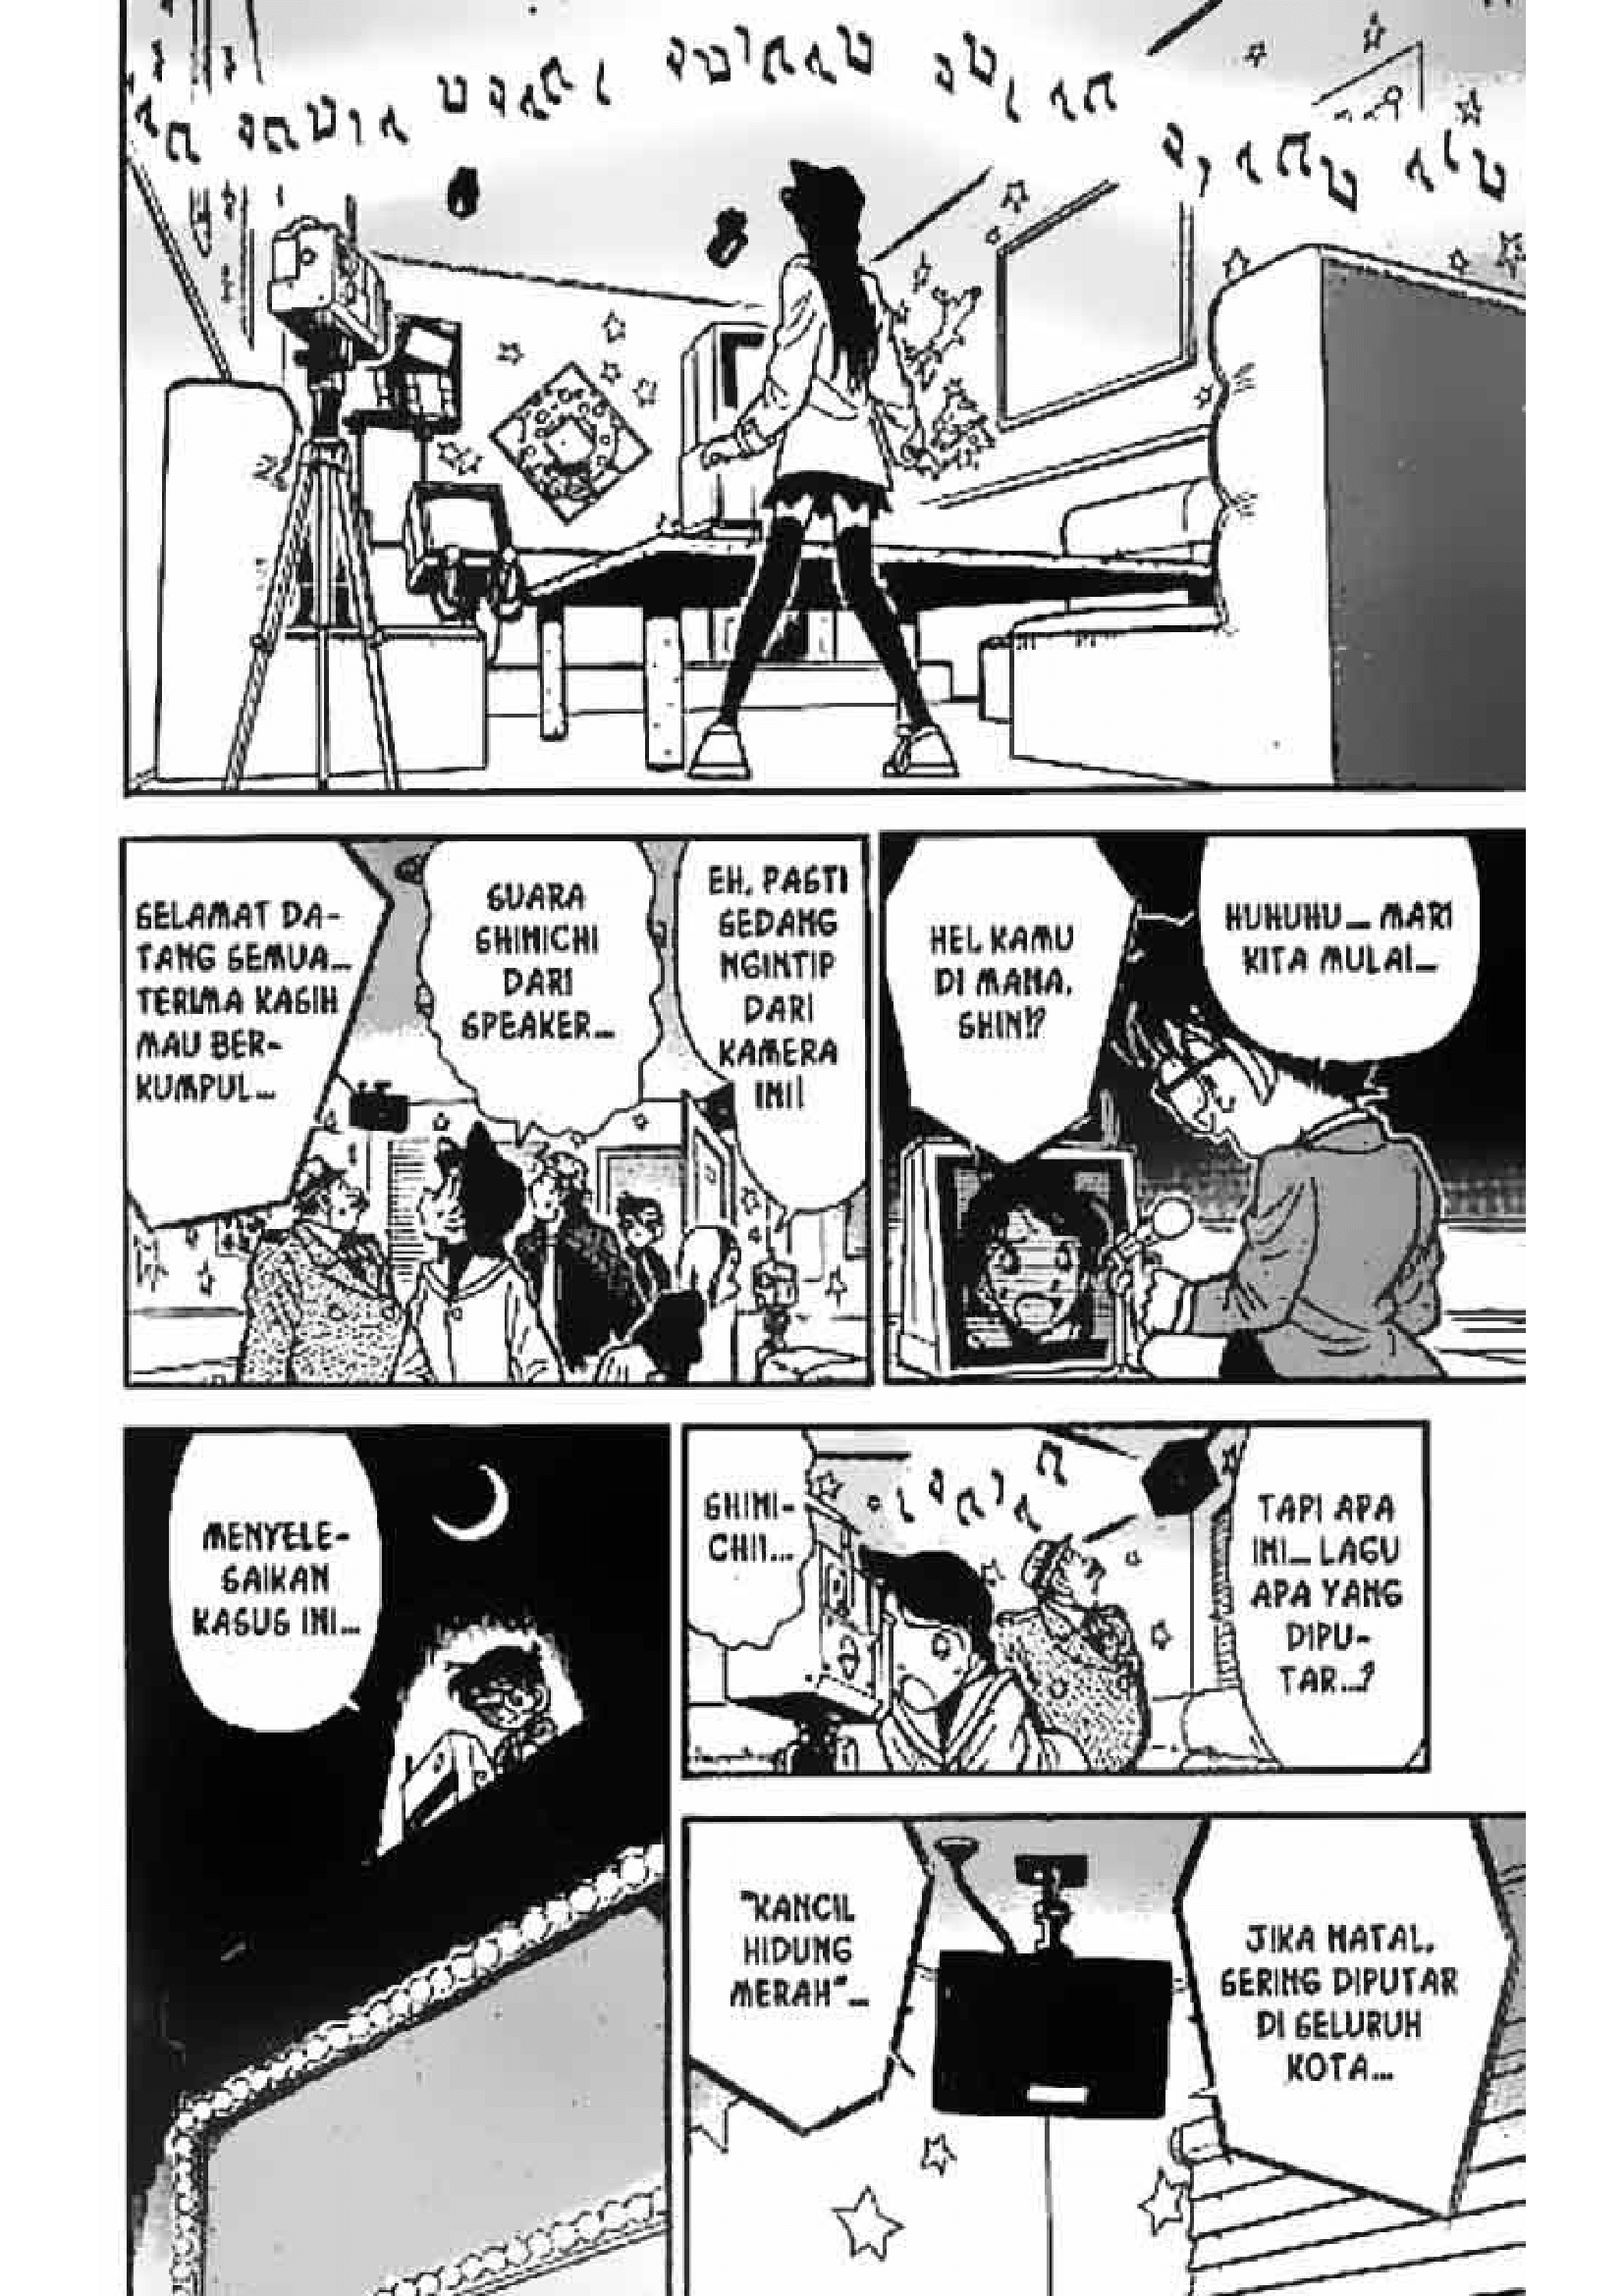 HUHUHU... MARI
KITA MULAI...
HEI, KAMU
DI MANA,
SHIN!?
EH, PASTI
SEDANG
NGINTIP
DARI
KAMERA
INI!
SUARA
SHINICHI
DARI
SPEAKER...
SELAMAT DA-
TANG SEMUA...
TERIMA KASIH
MAU BER-
KUMPUL...
TAPI APA
INI... LAGU
APA YANG
DIPU-
TAR...?
SHINI-
CHI!...
JIKA NATAL,
SERING DIPUTAR
DI SELURUH
KOTA...
"KANCIL
HIDUNG
MERAH"...
MENYELE-
SAIKAN
KASUS INI...